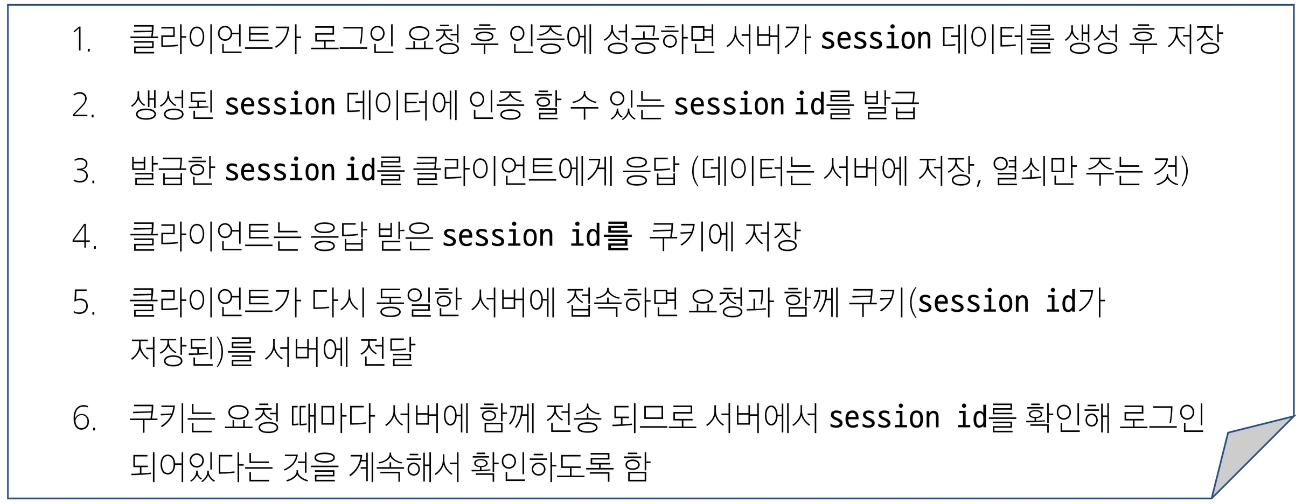 1. 클라이언트가 로그인 요청 후 인증에 성공하면 서버가 session 데이터를 생성 후 저장
2. 생성된 session 데이터에 인증 할 수 있는 session id를 발급
3. 발급한 session id를 클라이언트에게 응답 (데이터는 서버에 저장, 열쇠만 주는 것)
4. 클라이언트는 응답 받은 session id를 쿠키에 저장
5. 클라이언트가 다시 동일한 서버에 접속하면 요청과 함께 쿠키(session id가
저장된)를 서버에 전달
6. 쿠키는 요청 때마다 서버에 함께 전송 되므로 서버에서 session id를 확인해 로그인
되어있다는 것을 계속해서 확인하도록 함